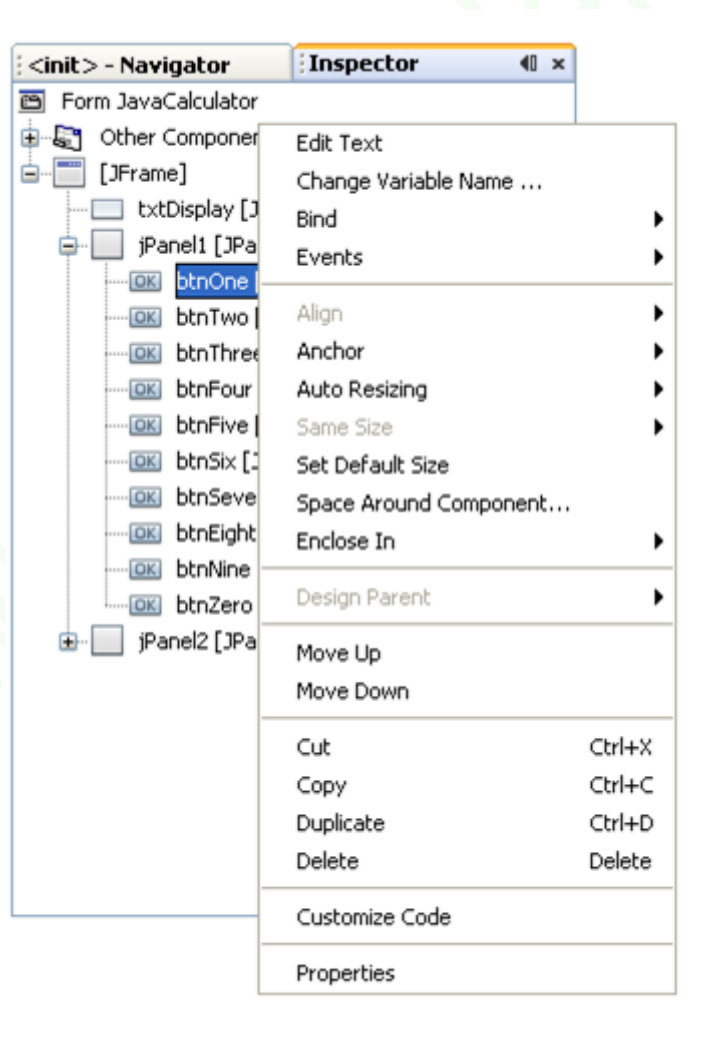 <init> - Navigator
Inspector
Form JavaCalculator
Other Componer
[JFrame]
txtDisplay [J
jPanel1 [JPa
OK btnOne [
OK btnTwo [
OK btnThree
OK btnFour
OK btnFive [
OK btnSix [J
OK btnSeve
OK btnEight
OK btnNine
OK btnZero
jPanel2 [JPa
Edit Text
Change Variable Name ...
Bind
Events
Align
Anchor
Auto Resizing
Same Size
Set Default Size
Space Around Component...
Enclose In
Design Parent
Move Up
Move Down
Cut Ctrl+X
Copy Ctrl+C
Duplicate Ctrl+D
Delete Delete
Customize Code
Properties